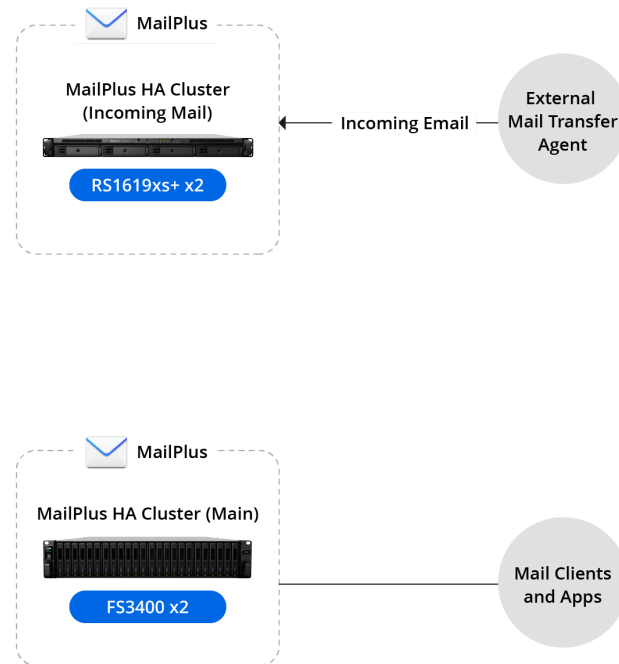 MailPlus
MailPlus HA Cluster
(Incoming Mail)
RS1619xs+ x2
Incoming Email
External
Mail Transfer
Agent
MailPlus
MailPlus HA Cluster (Main)
FS3400 x2
Mail Clients
and Apps